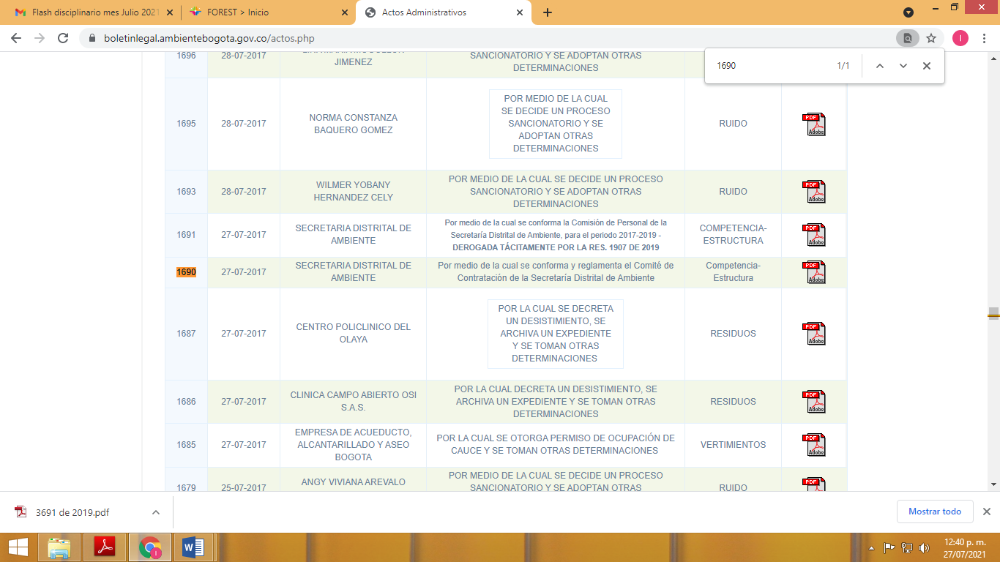 Flash disciplinario mes Julio 2021
FOREST > Inicio
Actos Administrativos
boletinlegal.ambientebogota.gov.co/actos.php
I
1690
1/1
1696
28-07-2017
JIMENEZ
SANCIONATORIO Y SE ADOPTAN OTRAS
DETERMINACIONES
1695
28-07-2017
NORMA CONSTANZA
BAQUERO GOMEZ
POR MEDIO DE LA CUAL
SE DECIDE UN PROCESO
SANCIONATORIO Y SE
ADOPTAN OTRAS
DETERMINACIONES
RUIDO
PDF
Adobe
1693
28-07-2017
WILMER YOBANY
HERNANDEZ CELY
POR MEDIO DE LA CUAL SE DECIDE UN PROCESO
SANCIONATORIO Y SE ADOPTAN OTRAS
DETERMINACIONES
RUIDO
PDF
Adobe
1691
27-07-2017
SECRETARIA DISTRITAL DE
AMBIENTE
Por medio de la cual se conforma la Comisión de Personal de la
Secretaría Distrital de Ambiente, para el periodo 2017-2019 -
DEROGADA TÁCITAMENTE POR LA RES. 1907 DE 2019
COMPETENCIA-
ESTRUCTURA
PDF
Adobe
1690
27-07-2017
SECRETARIA DISTRITAL DE
AMBIENTE
Por medio de la cual se conforma y reglamenta el Comité de
Contratación de la Secretaría Distrital de Ambiente
Competencia-
Estructura
PDF
Adobe
1687
27-07-2017
CENTRO POLICLINICO DEL
OLAYA
POR LA CUAL SE DECRETA
UN DESISTIMIENTO, SE
ARCHIVA UN EXPEDIENTE
Y SE TOMAN OTRAS
DETERMINACIONES
RESIDUOS
PDF
Adobe
1686
27-07-2017
CLINICA CAMPO ABIERTO OSI
S.A.S.
POR LA CUAL DECRETA UN DESISTIMIENTO, SE
ARCHIVA UN EXPEDIENTE Y SE TOMAN OTRAS
DETERMINACIONES
RESIDUOS
PDF
Adobe
1685
27-07-2017
EMPRESA DE ACUEDUCTO,
ALCANTARILLADO Y ASEO
BOGOTA
POR LA CUAL SE OTORGA PERMISO DE OCUPACIÓN DE
CAUCE Y SE TOMAN OTRAS DETERMINACIONES
VERTIMIENTOS
PDF
Adobe
1679
25-07-2017
ANGY VIVIANA AREVALO
POR MEDIO DE LA CUAL SE DECIDE UN PROCESO
SANCIONATORIO Y SE ADOPTAN OTRAS
RUIDO
PDF
3691 de 2019.pdf
Mostrar todo
12:40 p. m.
27/07/2021